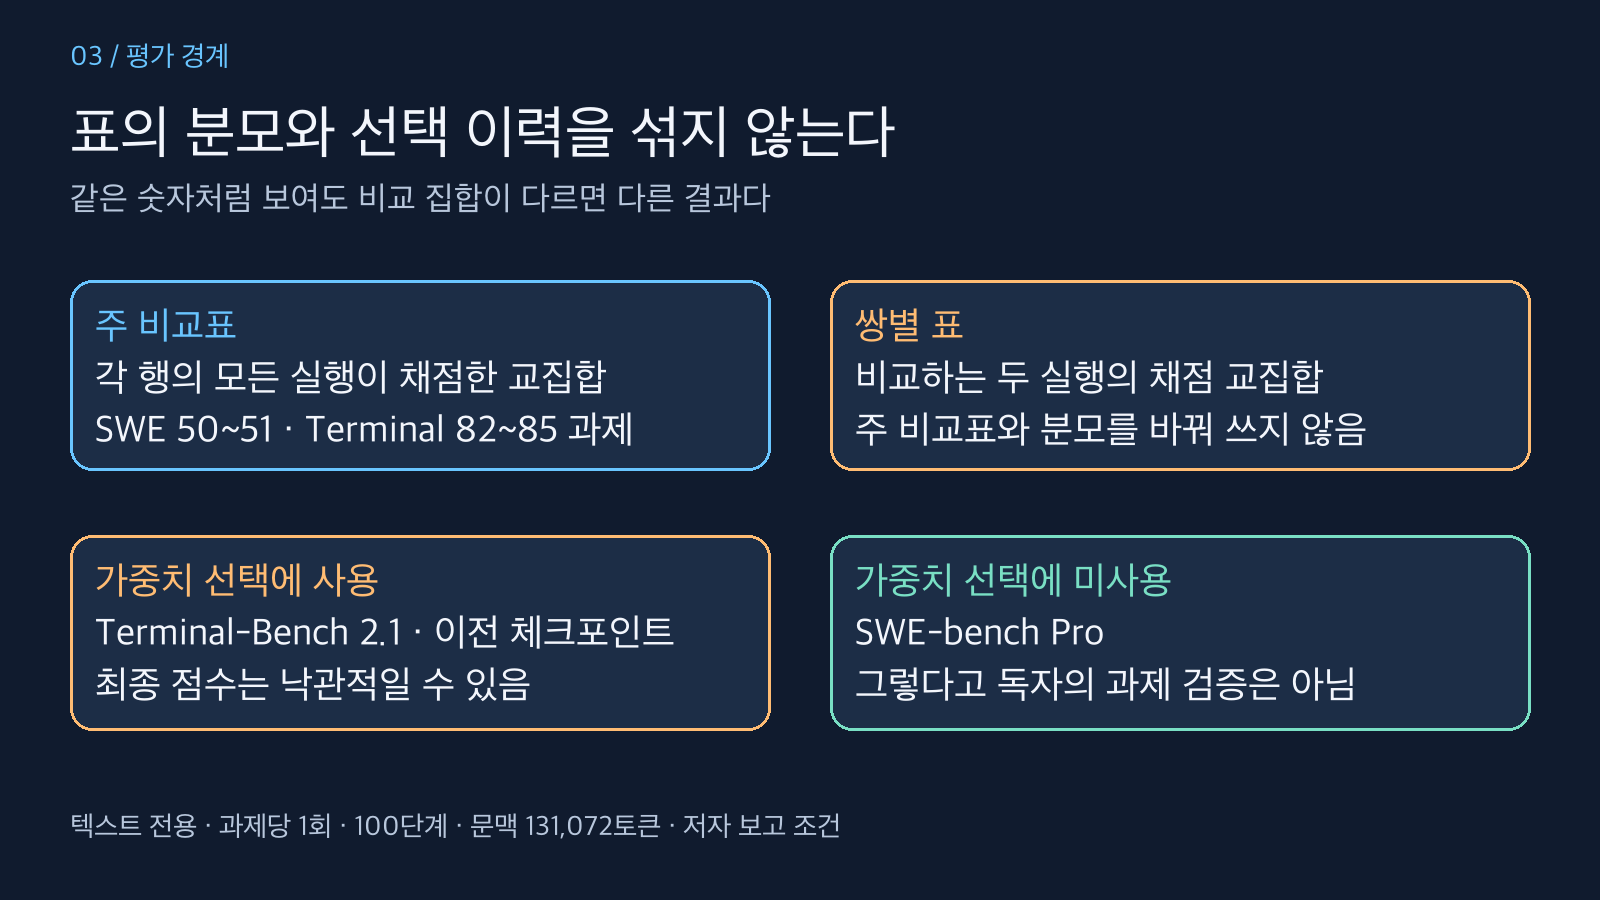 03 / 평가 경계
표의 분모와 선택 이력을 섞지 않는다
같은 숫자처럼 보여도 비교 집합이 다르면 다른 결과다
주 비교표
각 행의 모든 실행이 채점한 교집합
SWE 50~51 · Terminal 82~85 과제
쌍별 표
비교하는 두 실행의 채점 교집합
주 비교표와 분모를 바꿔 쓰지 않음
가중치 선택에 사용
Terminal-Bench 2.1 · 이전 체크포인트
최종 점수는 낙관적일 수 있음
가중치 선택에 미사용
SWE-bench Pro
그렇다고 독자의 과제 검증은 아님
텍스트 전용 · 과제당 1회 · 100단계 · 문맥 131,072토큰 · 저자 보고 조건